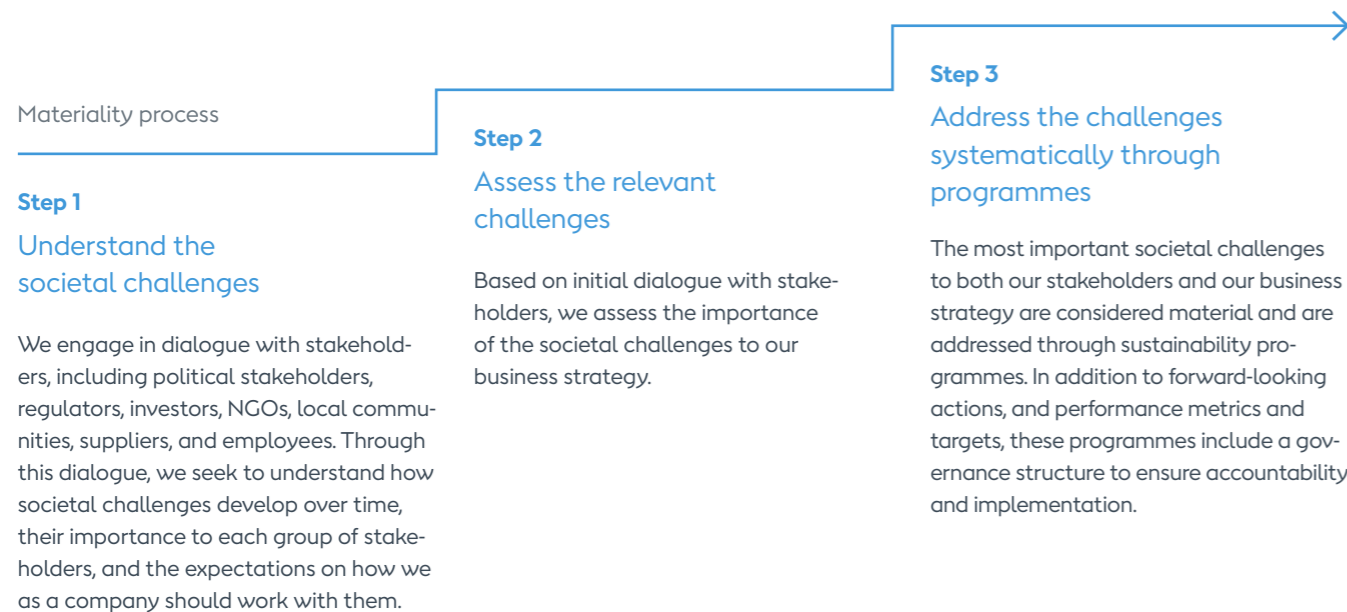 Materiality process
Step 1
Understand the
societal challenges
We engage in dialogue with stakehold-
ers, including political stakeholders,
regulators, investors, NGOs, local commu-
nities, suppliers, and employees. Through
this dialogue, we seek to understand how
societal challenges develop over time,
their importance to each group of stake-
holders, and the expectations on how we
as a company should work with them.
Step 2
Assess the relevant
challenges
Based on initial dialogue with stake-
holders, we assess the importance
of the societal challenges to our
business strategy.
Step 3
Address the challenges
systematically through
programmes
The most important societal challenges
to both our stakeholders and our business
strategy are considered material and are
addressed through sustainability pro-
grammes. In addition to forward-looking
actions, and performance metrics and
targets, these programmes include a gov-
ernance structure to ensure accountability
and implementation.